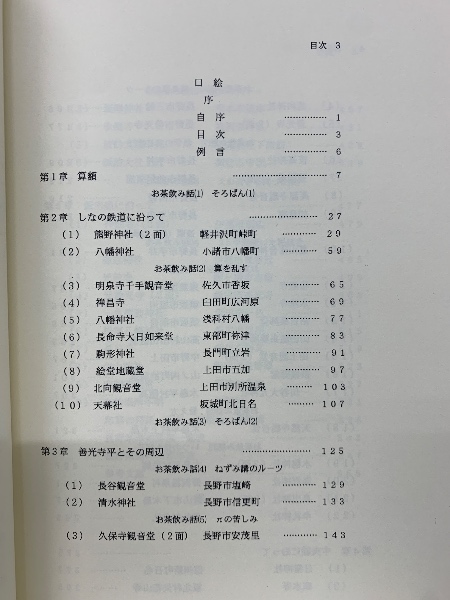 目次 3
口絵
序
自序 ・・・・・・・・・・・・・・ 1
目次 ・・・・・・・・・・・・・・ 3
例言 ・・・・・・・・・・・・・・ 6
第1章 算額 ・・・・・・・・・・・・・・・・・・・・・・ 7
お茶飲み話(1) そろばん(1)
第2章 しなの鉄道に沿って ・・・・・・・・・・・・・・・・ 27
(1) 熊野神社(2面) 軽井沢町峠町 ・・・・・・・・・・・・ 29
(2) 八幡神社 小諸市八幡町 ・・・・・・・・・・・・ 59
お茶飲み話(2) 算を乱す
(3) 明泉寺千手観音堂 佐久市香坂 ・・・・・・・・・・・・ 65
(4) 祥昌寺 臼田町広河原 ・・・・・・・・・・・・ 69
(5) 八幡神社 浅科村八幡 ・・・・・・・・・・・・ 77
(6) 長命寺大日如来堂 東部町祢津 ・・・・・・・・・・・・ 83
(7) 駒形神社 長門町立岩 ・・・・・・・・・・・・ 91
(8) 絵堂地蔵堂 上田市五加 ・・・・・・・・・・・・ 97
(9) 北向観音堂 上田市別所温泉 ・・・・・・・・・ 103
(10) 天幕社 坂城町北日名 ・・・・・・・・・・ 107
お茶飲み話(3) そろばん(2)
第3章 善光寺平とその周辺 ・・・・・・・・・・・・・・・・ 125
お茶飲み話(4) ねずみ講のルーツ
(1) 長谷観音堂 長野市塩崎 ・・・・・・・・・・・・ 129
(2) 清水神社 長野市信更町 ・・・・・・・・・・・・ 133
お茶飲み話(5) πの苦しみ
(3) 久保寺観音堂(2面) 長野市安茂里 ・・・・・・・・・・ 143